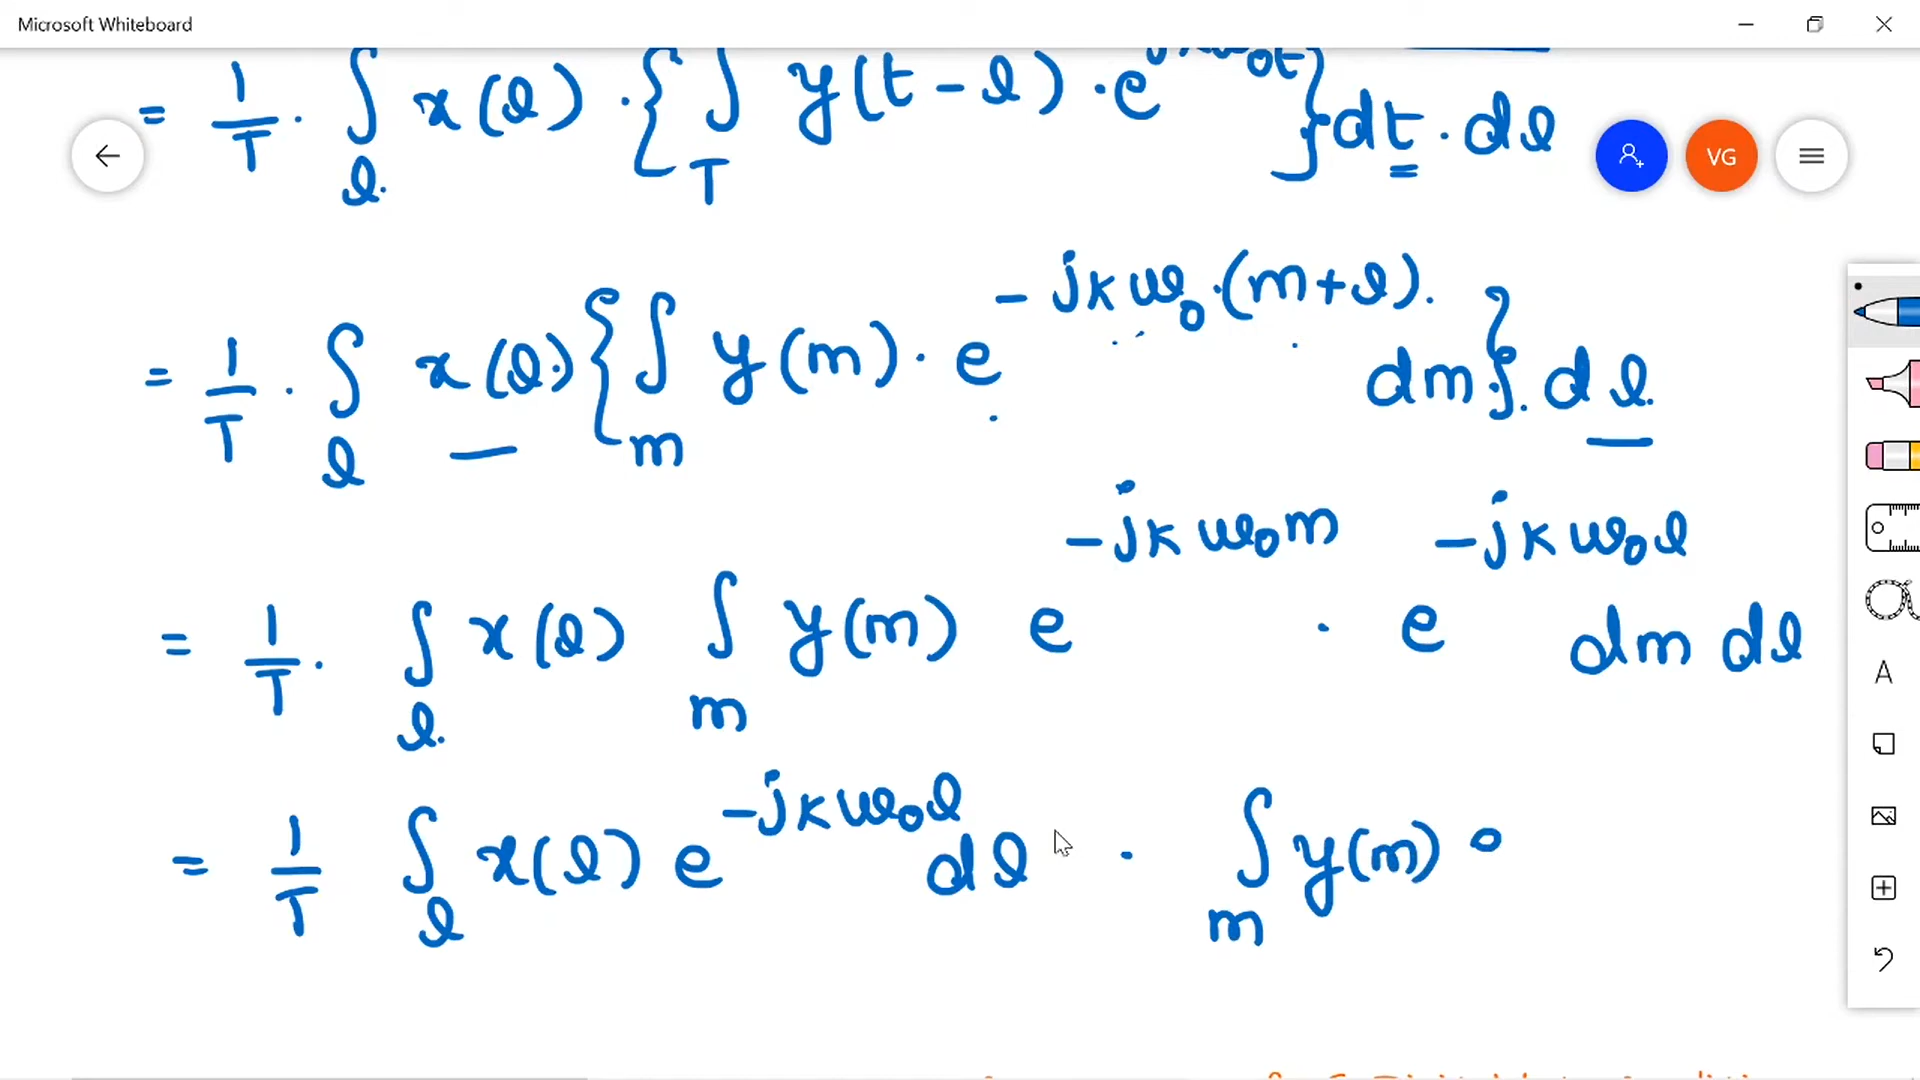 Microsoft Whiteboard
= 1/T · ∫_l x(l) · { ∫_T y(t - l) · e^{jkω₀t} } dt · dl
VG
= 1/T · ∫_l x(l) { ∫_m y(m) · e^{-jkω₀·(m+l)} dm } · dl
= 1/T · ∫_l x(l) ∫_m y(m) e^{-jkω₀m} · e^{-jkω₀l} dm dl
A
= 1/T ∫_l x(l) e^{-jkω₀l} dl · ∫_m y(m) e